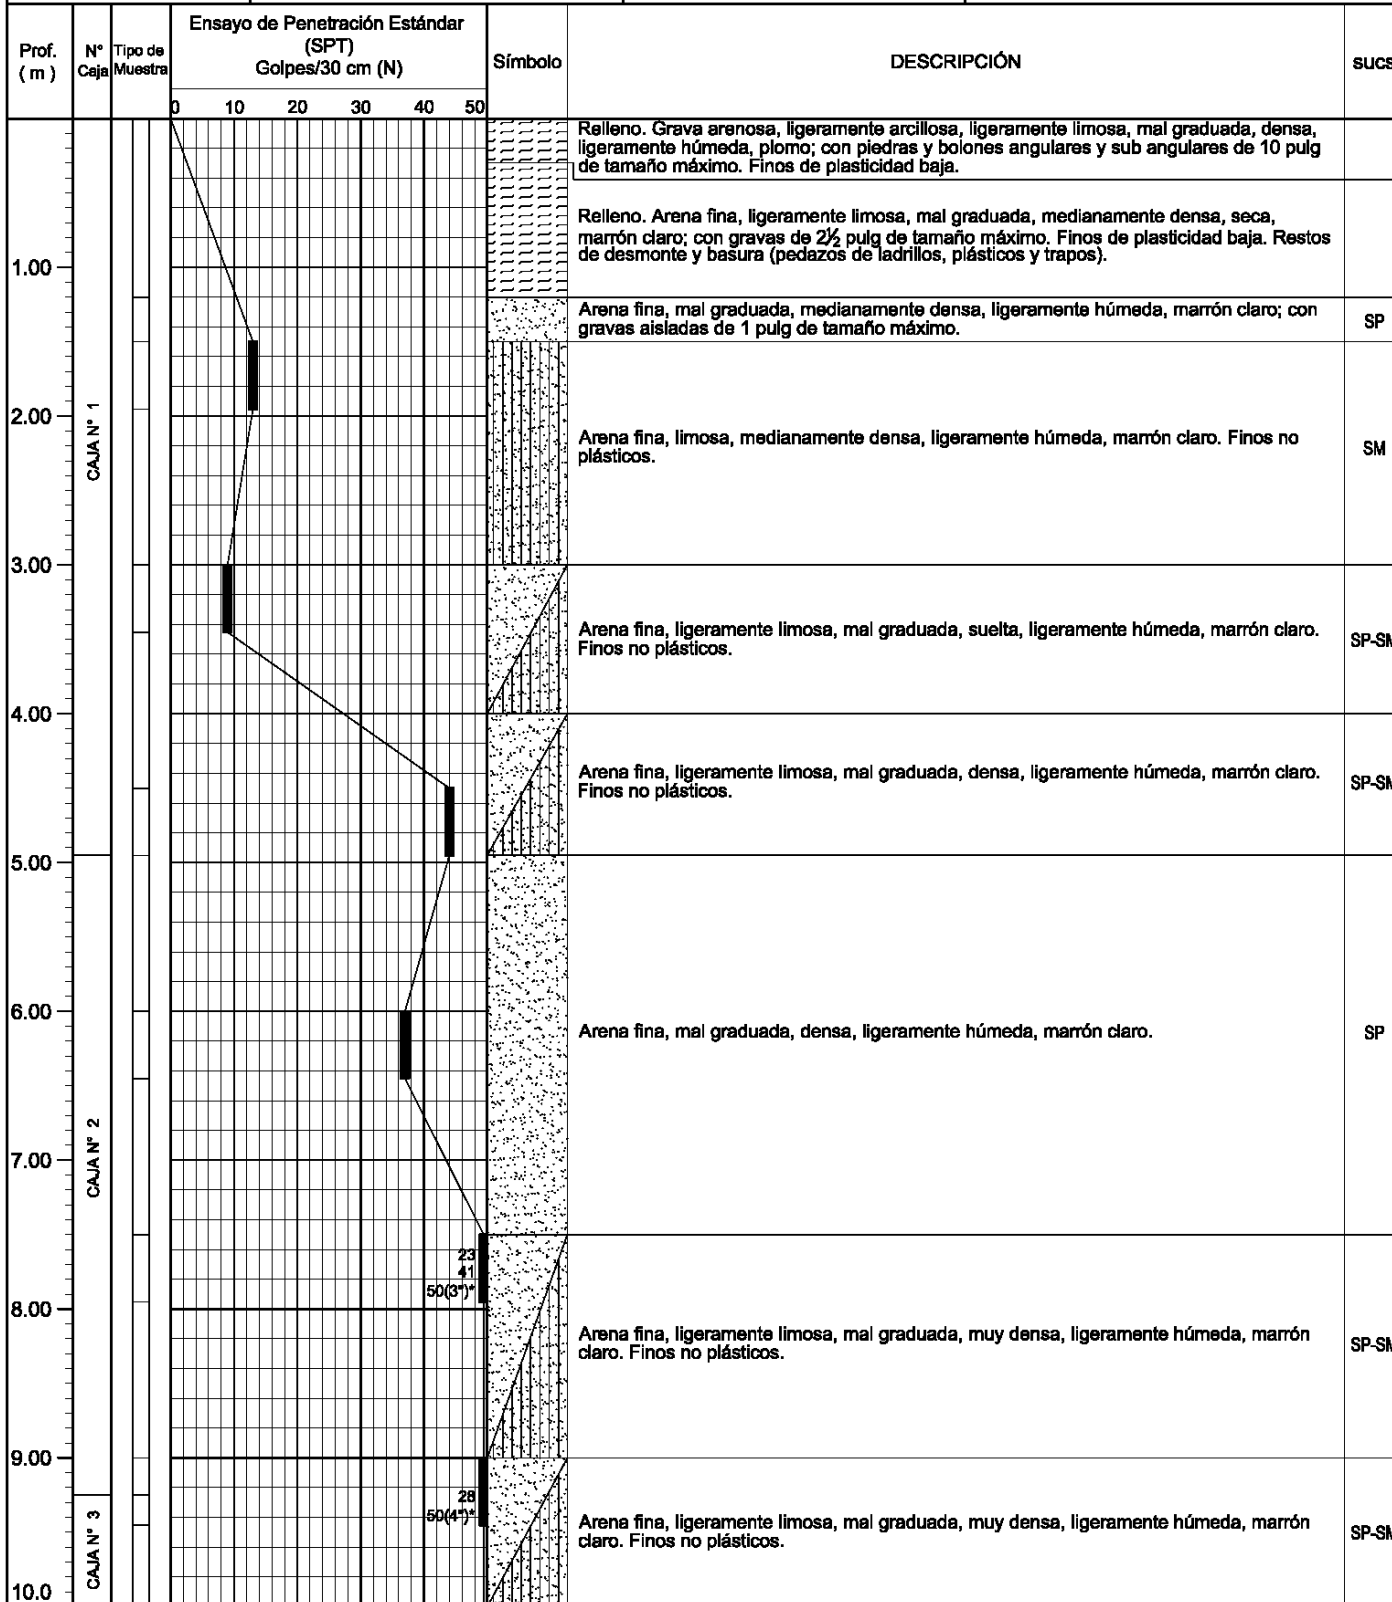 Prof.
( m )
N°
Caja
Tipo de
Muestra
Ensayo de Penetración Estándar
(SPT)
Golpes/30 cm (N)
0 10 20 30 40 50
Símbolo
DESCRIPCIÓN
SUCS
Relleno. Grava arenosa, ligeramente arcillosa, ligeramente limosa, mal graduada, densa,
ligeramente húmeda, plomo; con piedras y bolones angulares y sub angulares de 10 pulg
de tamaño máximo. Finos de plasticidad baja.
Relleno. Arena fina, ligeramente limosa, mal graduada, medianamente densa, seca,
marrón claro; con gravas de 2½ pulg de tamaño máximo. Finos de plasticidad baja. Restos
de desmonte y basura (pedazos de ladrillos, plásticos y trapos).
1.00
Arena fina, mal graduada, medianamente densa, ligeramente húmeda, marrón claro; con
gravas aisladas de 1 pulg de tamaño máximo.
SP
2.00
CAJA N° 1
Arena fina, limosa, medianamente densa, ligeramente húmeda, marrón claro. Finos no
plásticos.
SM
3.00
Arena fina, ligeramente limosa, mal graduada, suelta, ligeramente húmeda, marrón claro.
Finos no plásticos.
SP-SM
4.00
Arena fina, ligeramente limosa, mal graduada, densa, ligeramente húmeda, marrón claro.
Finos no plásticos.
SP-SM
5.00
6.00
Arena fina, mal graduada, densa, ligeramente húmeda, marrón claro.
SP
CAJA N° 2
7.00
23
41
50(3")*
8.00
Arena fina, ligeramente limosa, mal graduada, muy densa, ligeramente húmeda, marrón
claro. Finos no plásticos.
SP-SM
9.00
28
50(4")*
CAJA N° 3
Arena fina, ligeramente limosa, mal graduada, muy densa, ligeramente húmeda, marrón
claro. Finos no plásticos.
SP-SM
10.0